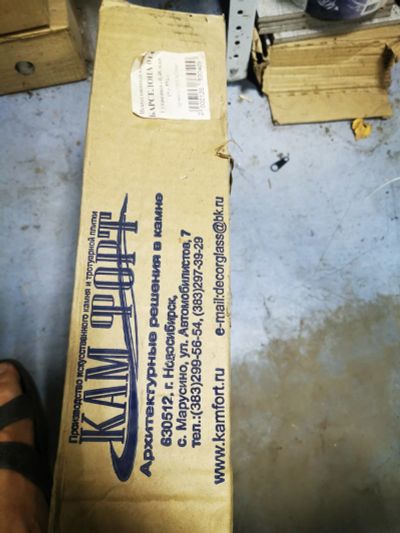 БАРСЕЛОНА
Производство искусственного камня и тротуарной плитки
КАМ ФОРТ
Архитектурные решения в камне
630512, г. Новосибирск,
с. Марусино, ул. Автомобилистов, 7
тел.:(383)299-56-54, (383)297-39-29
www.kamfort.ru e-mail:decorglass@bk.ru